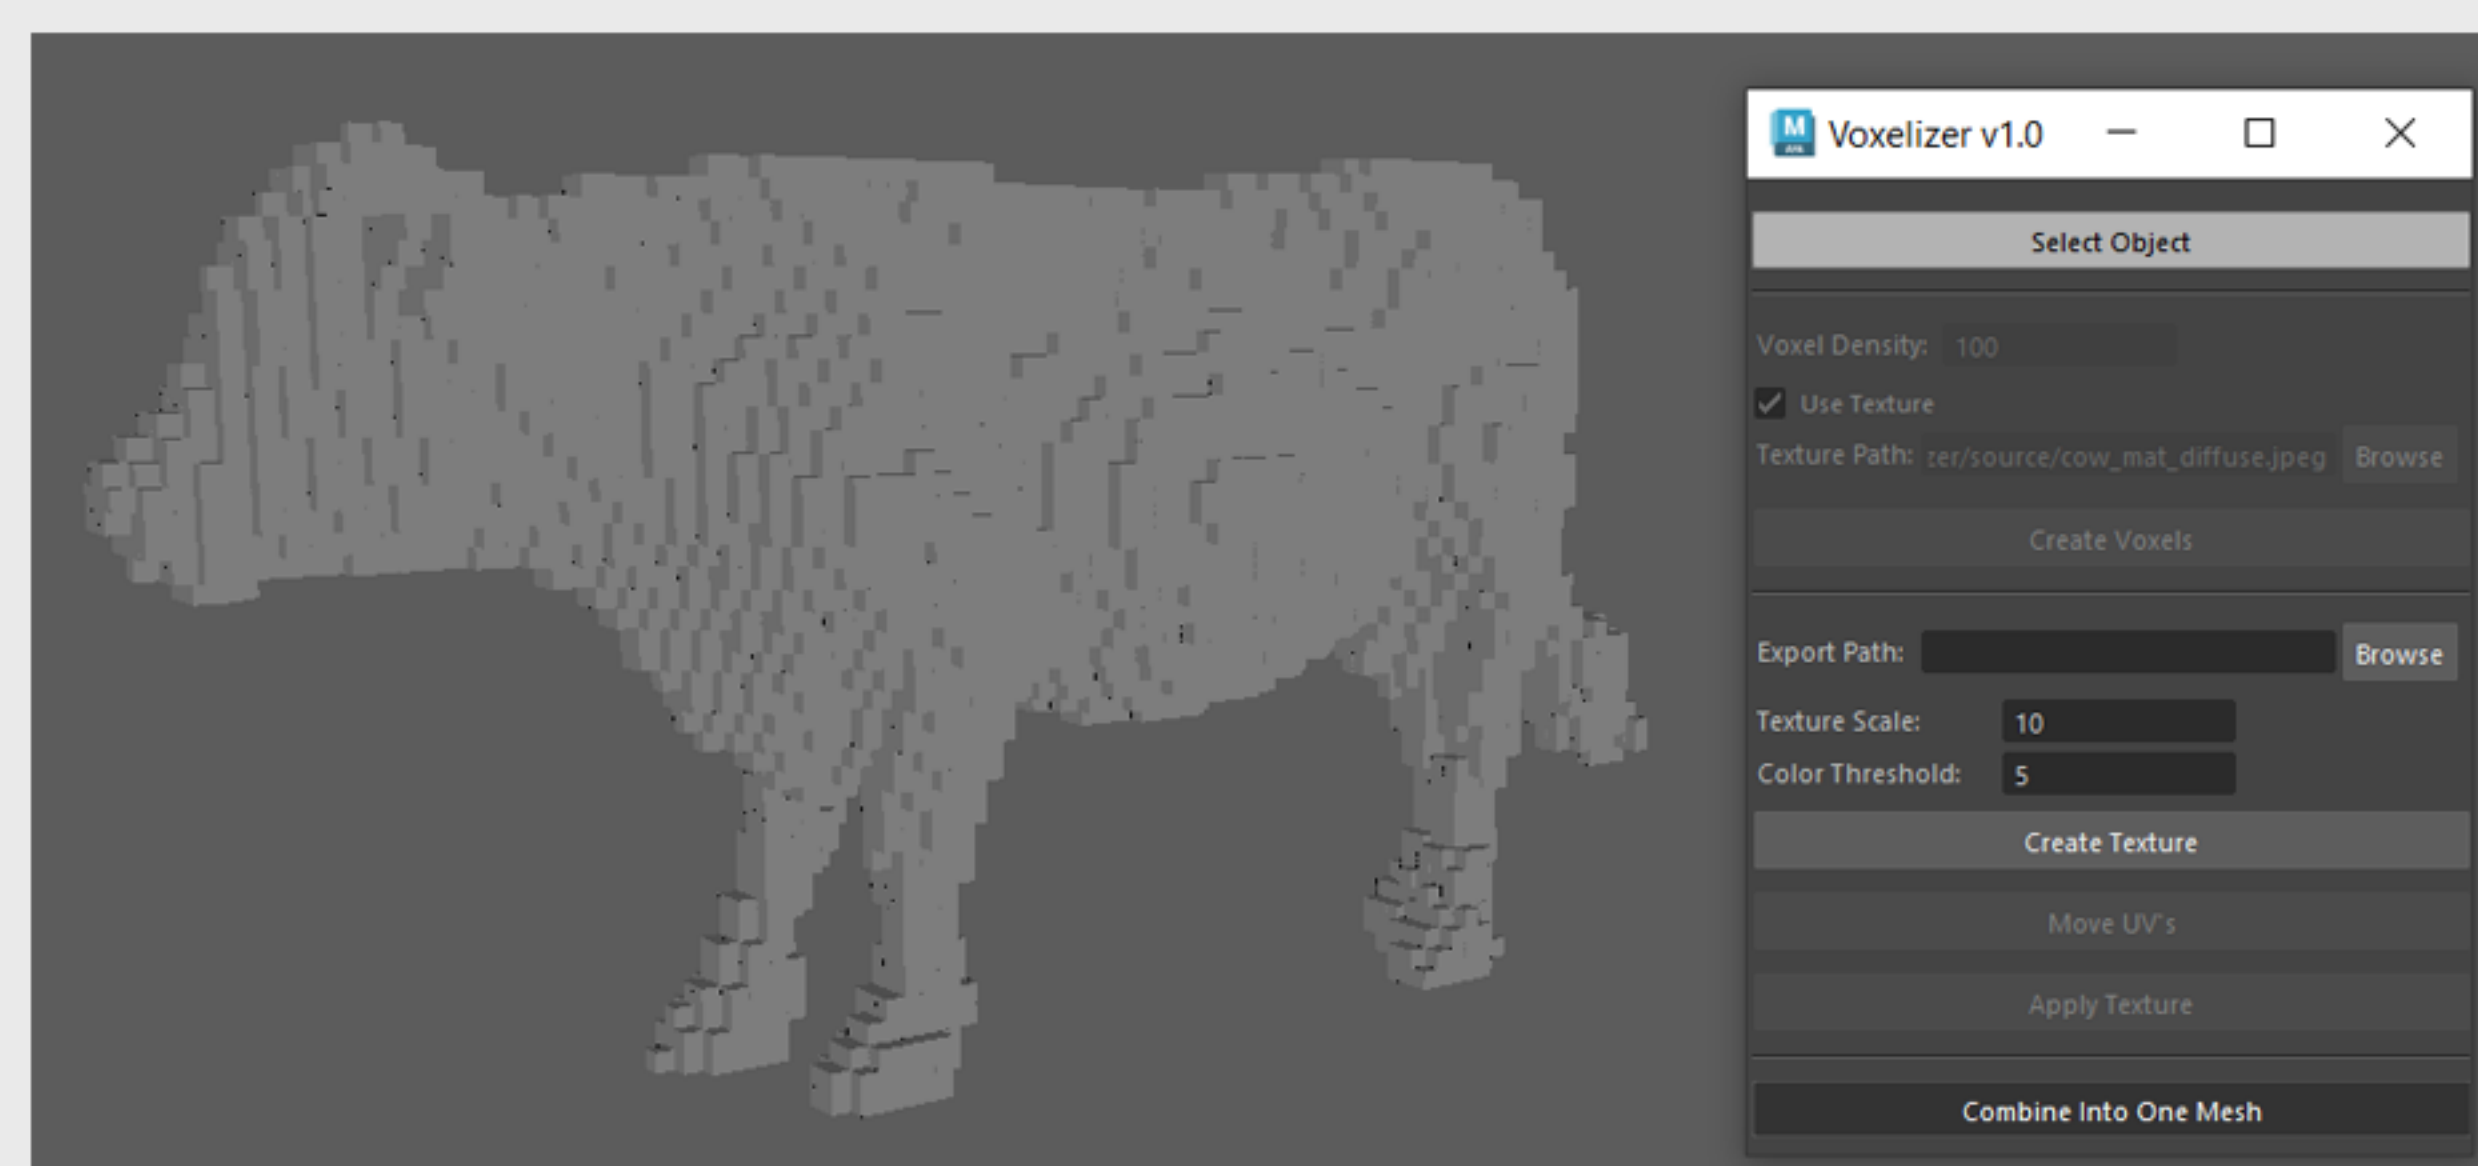 M Voxelizer v1.0
Select Object
Voxel Density: 100
Use Texture
Texture Path: zer/source/cow_mat_diffuse.jpeg Browse
Create Voxels
Export Path: Browse
Texture Scale: 10
Color Threshold: 5
Create Texture
Move UV's
Apply Texture
Combine Into One Mesh